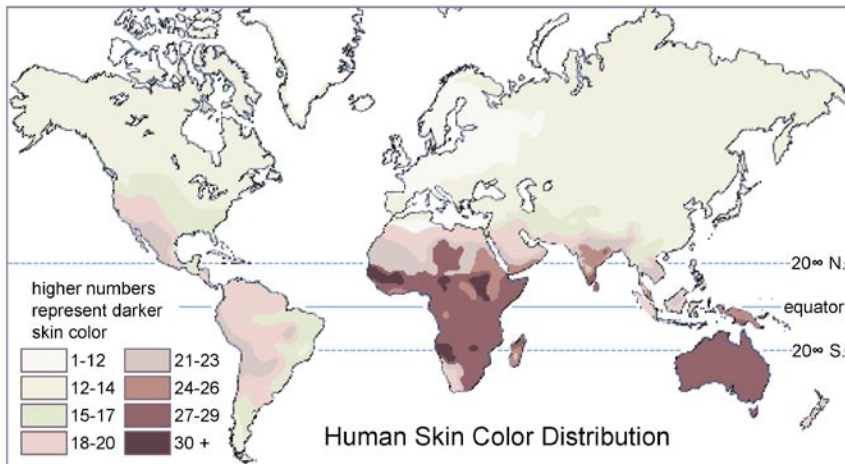 20∞ N.
equator
20∞ S.
higher numbers
represent darker
skin color
1-12
12-14
15-17
18-20
21-23
24-26
27-29
30 +
Human Skin Color Distribution